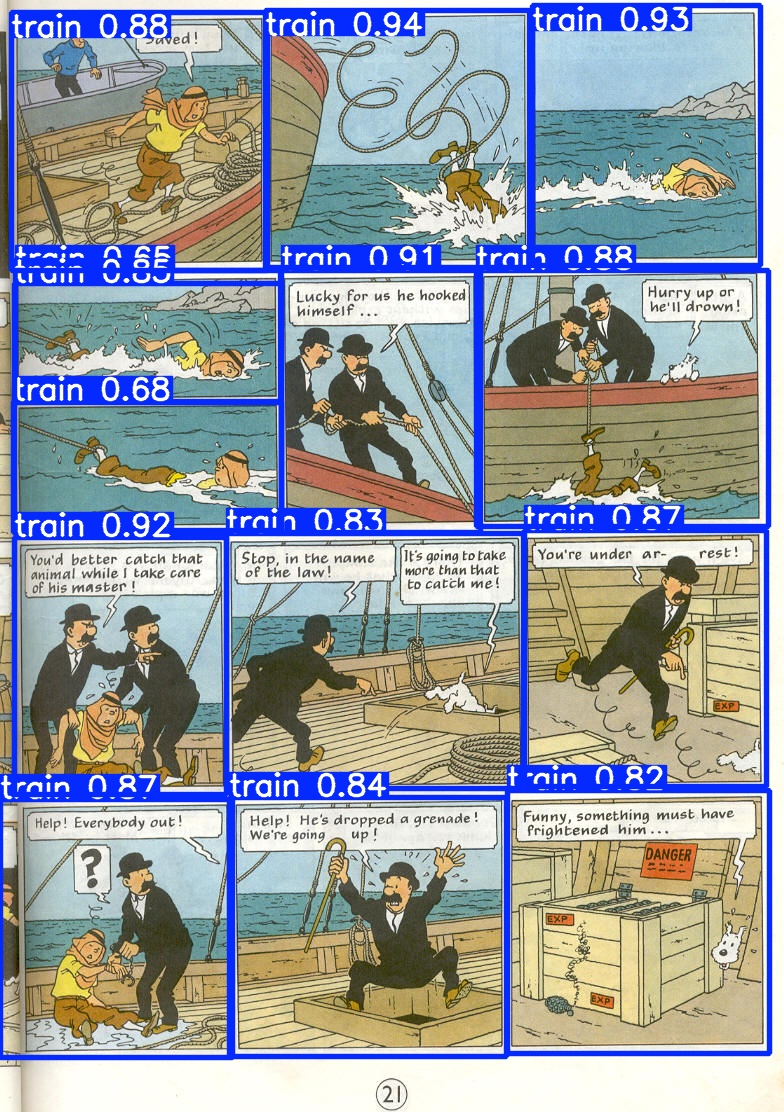 train 0.88
Saved!
train 0.94
train 0.93
train 0.65
train 0.85
train 0.68
train 0.91
Lucky for us he hooked
himself ...
train 0.88
Hurry up or
he'll drown!
train 0.92
You'd better catch that
animal while I take care
of his master!
train 0.83
Stop, in the name
of the law!
It's going to take
more than that
to catch me!
train 0.87
You're under ar- rest!
EXP
train 0.87
Help! Everybody out!
?
train 0.84
Help! He's dropped a grenade!
We're going up!
train 0.82
Funny, something must have
frightened him ...
DANGER
EXP
EXP
21